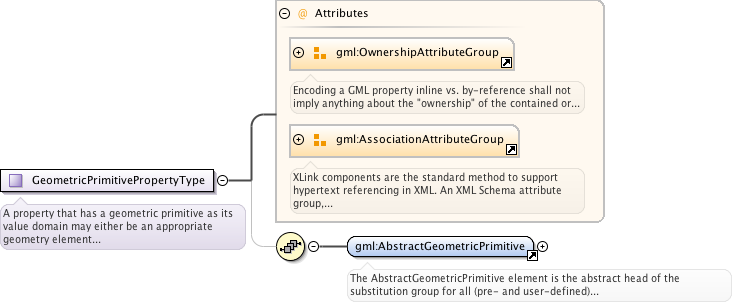 @ Attributes
gml:OwnershipAttributeGroup
Encoding a GML property inline vs. by-reference shall not
imply anything about the "ownership" of the contained or...
gml:AssociationAttributeGroup
XLink components are the standard method to support
hypertext referencing in XML. An XML Schema attribute
group,...
GeometricPrimitivePropertyType
A property that has a geometric primitive as its
value domain may either be an appropriate
geometry element...
gml:AbstractGeometricPrimitive
The AbstractGeometricPrimitive element is the abstract head of the
substitution group for all (pre- and user-defined)...